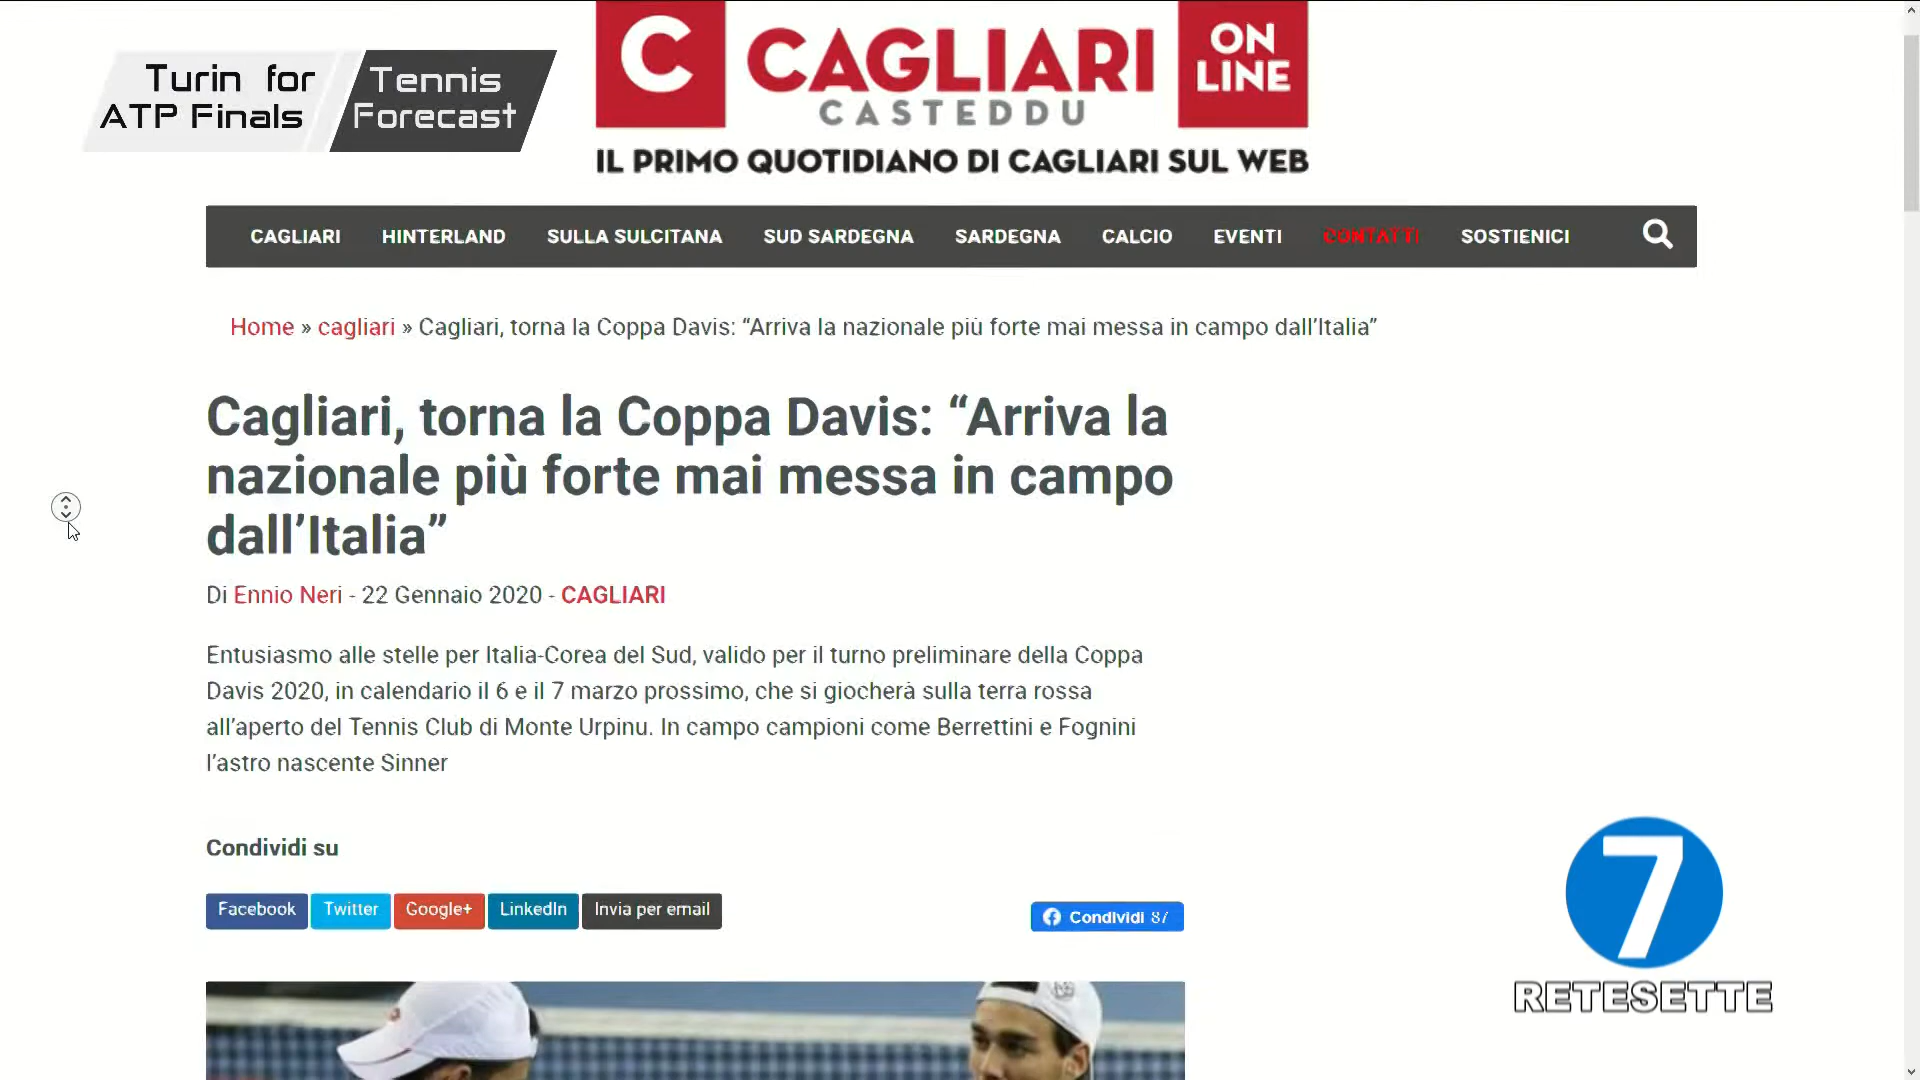 Turin for
ATP Finals
Tennis
Forecast
C CAGLIARI ON
LINE
CASTEDDU
IL PRIMO QUOTIDIANO DI CAGLIARI SUL WEB
CAGLIARI HINTERLAND SULLA SULCITANA SUD SARDEGNA SARDEGNA CALCIO EVENTI CONTATTI SOSTIENICI
Home » cagliari » Cagliari, torna la Coppa Davis: “Arriva la nazionale più forte mai messa in campo dall’Italia”
Cagliari, torna la Coppa Davis: “Arriva la
nazionale più forte mai messa in campo
dall’Italia”
Di Ennio Neri - 22 Gennaio 2020 - CAGLIARI
Entusiasmo alle stelle per Italia-Corea del Sud, valido per il turno preliminare della Coppa
Davis 2020, in calendario il 6 e il 7 marzo prossimo, che si giocherà sulla terra rossa
all’aperto del Tennis Club di Monte Urpinu. In campo campioni come Berrettini e Fognini
l’astro nascente Sinner
Condividi su
Facebook Twitter Google+ LinkedIn Invia per email
Condividi 87
7
RETESETTE